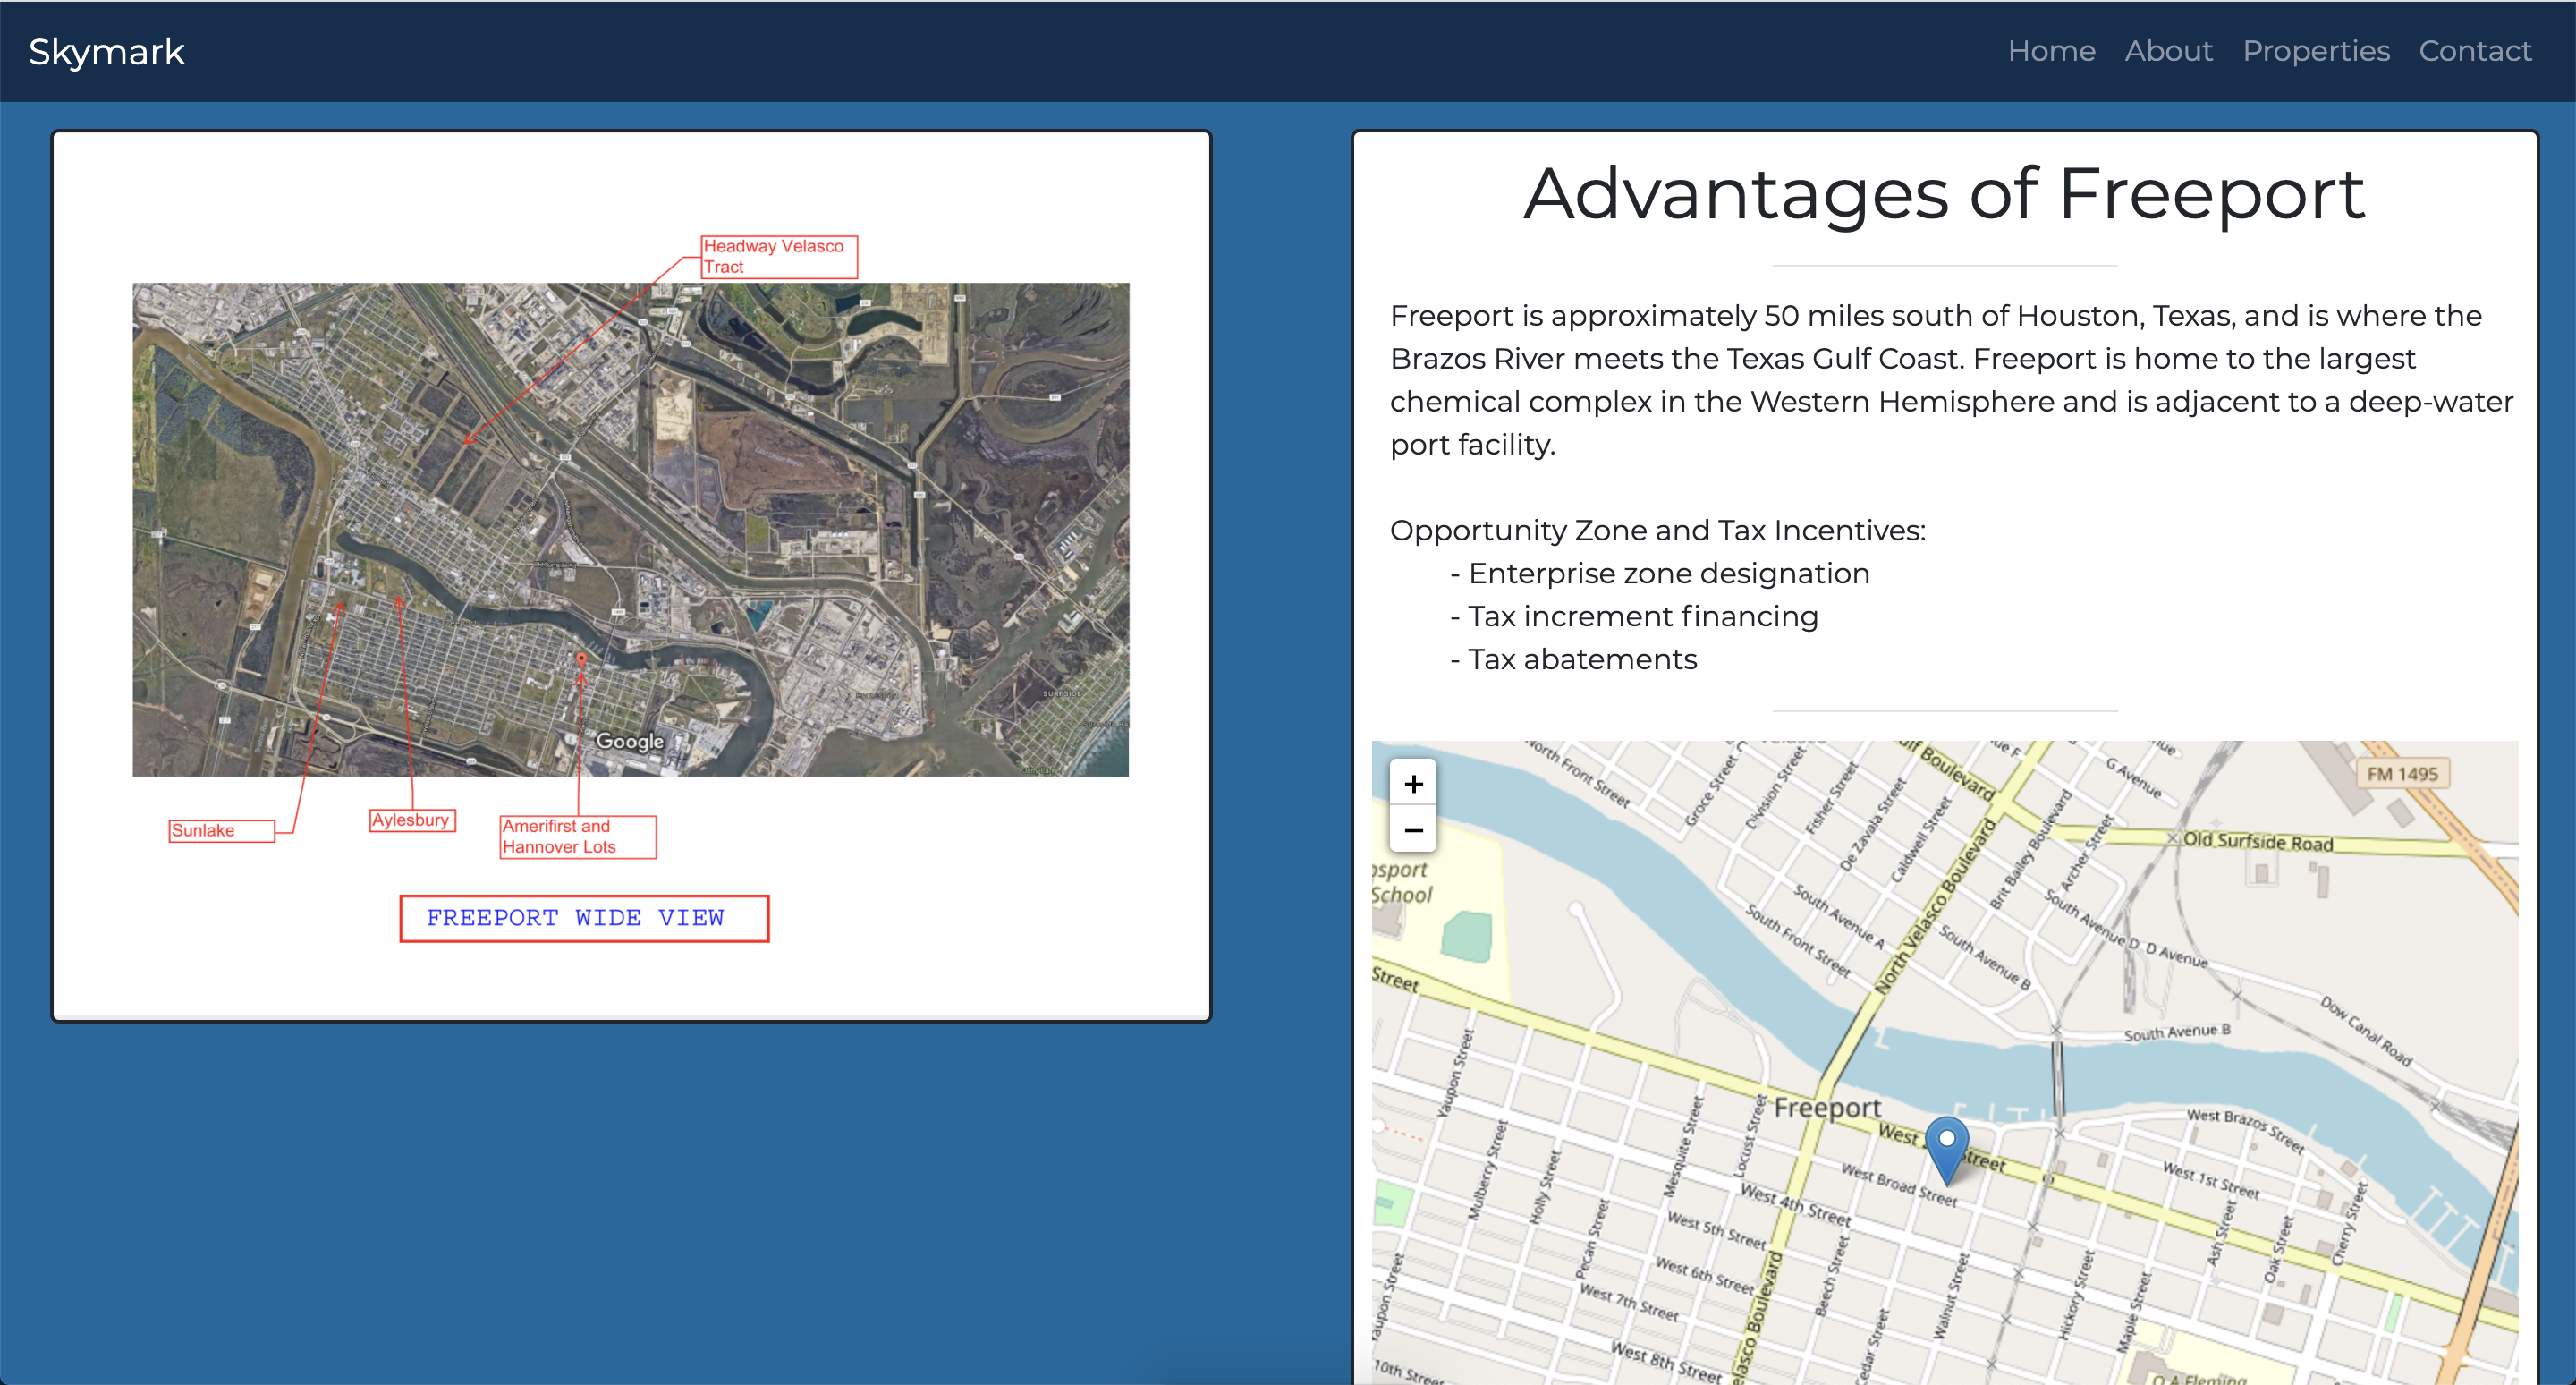 Skymark
Home About Properties Contact
Headway Velasco
Tract
SURFSIDE
Google
Sunlake
Aylesbury
Amerifirst and
Hannover Lots
FREEPORT WIDE VIEW
Advantages of Freeport
Freeport is approximately 50 miles south of Houston, Texas, and is where the
Brazos River meets the Texas Gulf Coast. Freeport is home to the largest
chemical complex in the Western Hemisphere and is adjacent to a deep-water
port facility.
Opportunity Zone and Tax Incentives:
- Enterprise zone designation
- Tax increment financing
- Tax abatements
+
−
North Front Street
Groce Street
Division Street
Fisher Street
De Zavala Street
Caldwell Street
Boulevard
Brit Bailey Boulevard
Archer Street
G Avenue
FM 1495
Old Surfside Road
School
South Avenue A
South Front Street
North Velasco Boulevard
South Avenue B
South Avenue D
D Avenue
Dow Canal Road
South Avenue B
Street
Yaupon Street
Mulberry Street
Holly Street
Pecan Street
Mesquite Street
Locust Street
Freeport
West
Street
West Broad Street
West Brazos Street
West 1st Street
West 4th Street
West 5th Street
West 6th Street
West 7th Street
West 8th Street
10th Street
Beech Street
Walnut Street
Hickory Street
Maple Street
Ash Street
Oak Street
Cherry Street